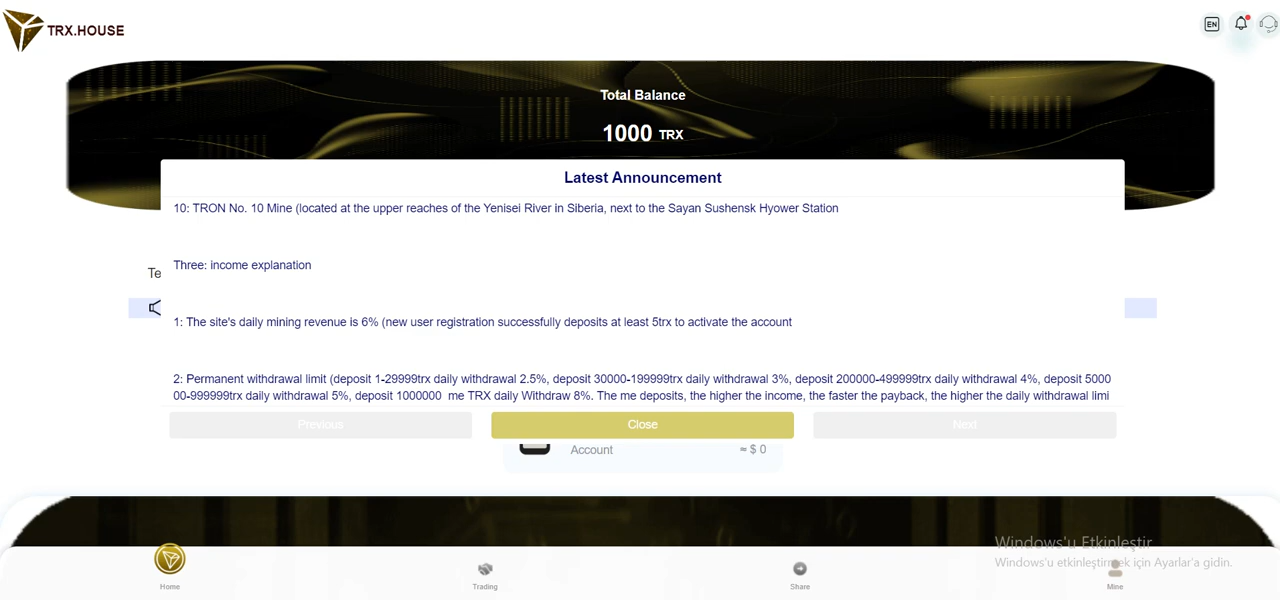 TRX.HOUSE
EN
Total Balance
1000 TRX
Latest Announcement
10: TRON No. 10 Mine (located at the upper reaches of the Yenisei River in Siberia, next to the Sayan Sushensk Hyower Station
Te
Three: income explanation
1: The site's daily mining revenue is 6% (new user registration successfully deposits at least 5trx to activate the account
2: Permanent withdrawal limit (deposit 1-29999trx daily withdrawal 2.5%, deposit 30000-199999trx daily withdrawal 3%, deposit 200000-499999trx daily withdrawal 4%, deposit 5000
00-999999trx daily withdrawal 5%, deposit 1000000  me TRX daily Withdraw 8%. The me deposits, the higher the income, the faster the payback, the higher the daily withdrawal limi
Previous
Close
Next
Account
≈ $ 0
Windows'u Etkinleştir
Windows'u etkinleştirmek için Ayarlar'a gidin.
Home
Trading
Share
Mine